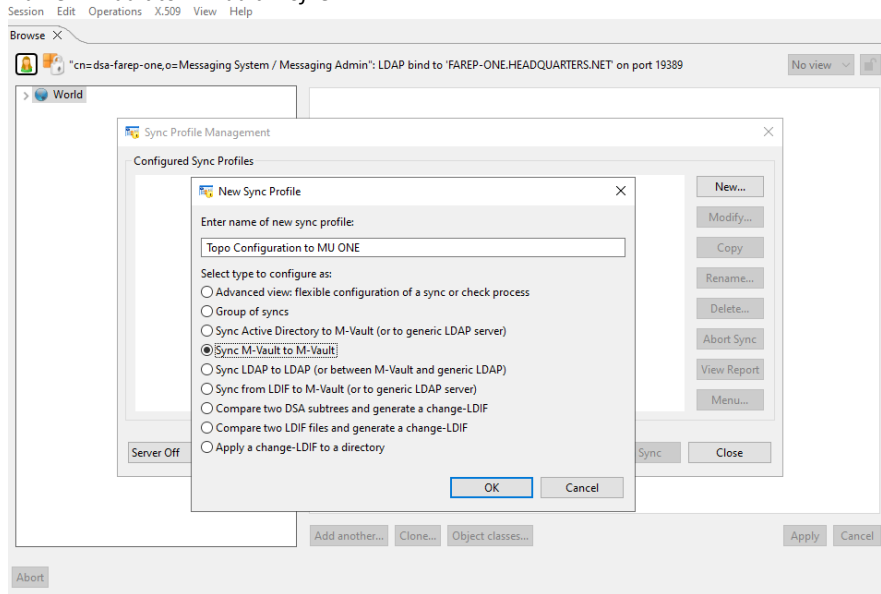 Session Edit Operations X.509 View Help
Browse
"cn=dsa-farep-one,o=Messaging System / Messaging Admin": LDAP bind to 'FAREP-ONE.HEADQUARTERS.NET' on port 19389
No view
World
Sync Profile Management
Configured Sync Profiles
New...
Modify...
Copy
Rename...
Delete...
Abort Sync
View Report
Menu...
New Sync Profile
Enter name of new sync profile:
Topo Configuration to MU ONE
Select type to configure as:
Advanced view: flexible configuration of a sync or check process
Group of syncs
Sync Active Directory to M-Vault (or to generic LDAP server)
Sync M-Vault to M-Vault
Sync LDAP to LDAP (or between M-Vault and generic LDAP)
Sync from LDIF to M-Vault (or to generic LDAP server)
Compare two DSA subtrees and generate a change-LDIF
Compare two LDIF files and generate a change-LDIF
Apply a change-LDIF to a directory
OK Cancel
Server Off Sync Close
Add another... Clone... Object classes... Apply Cancel
Abort